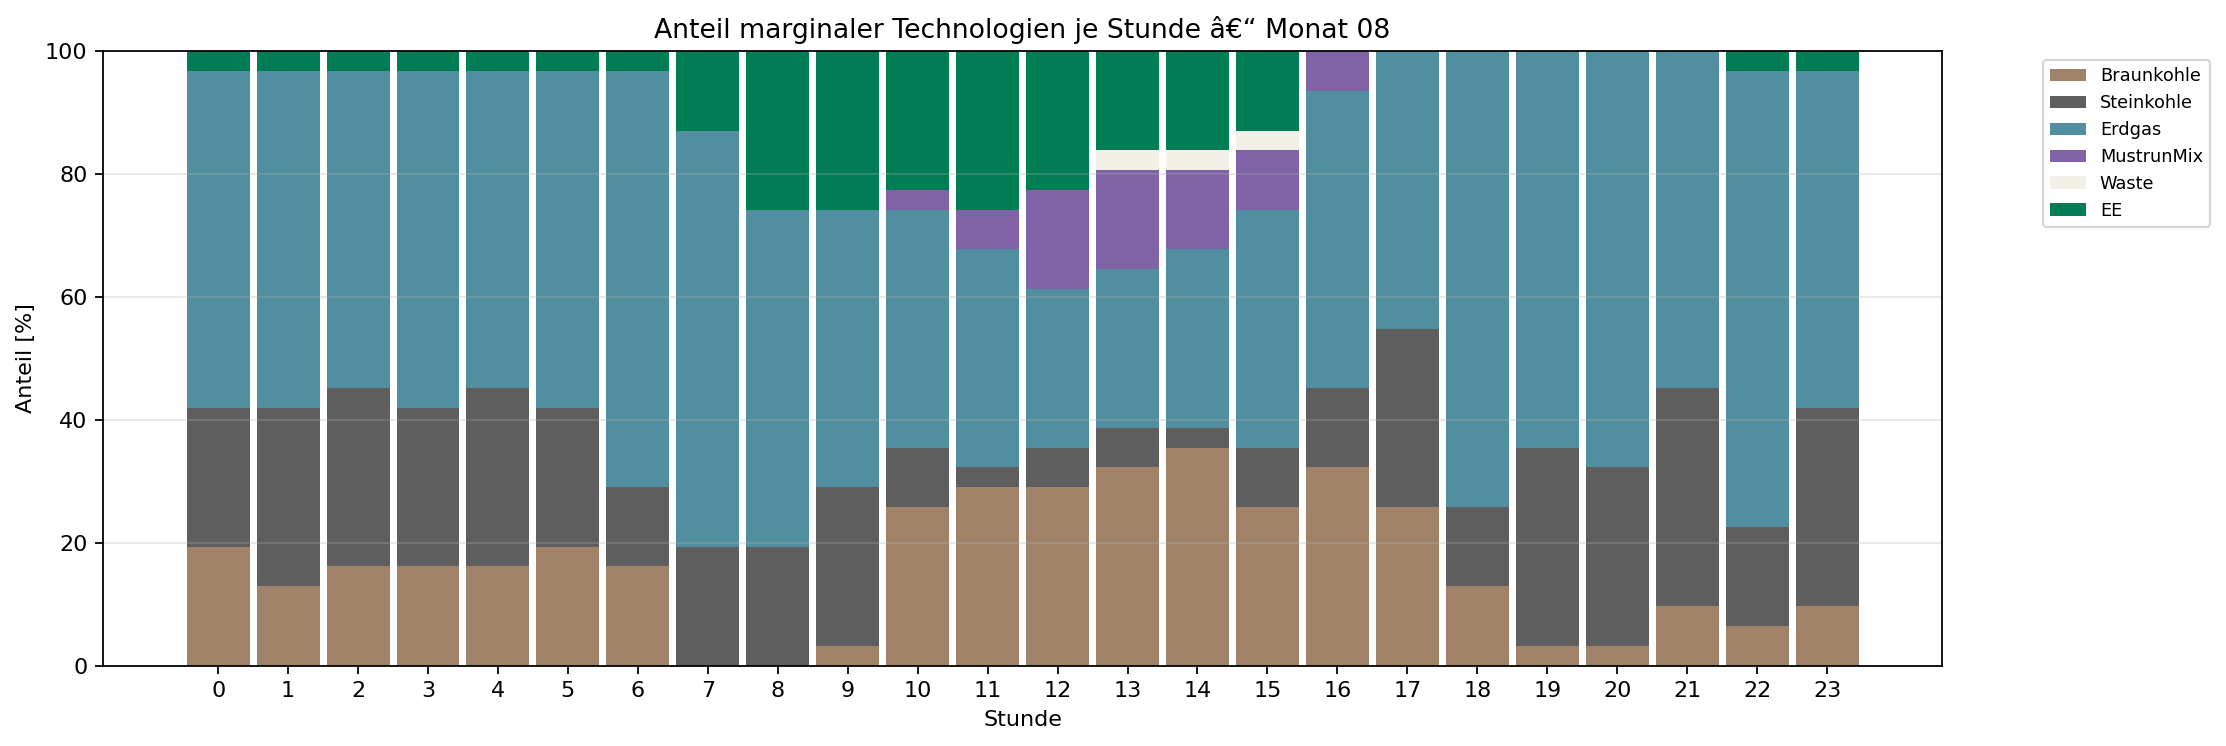 Anteil marginaler Technologien je Stunde â€“ Monat 08
Anteil [%]
100
80
60
40
20
0
0 1 2 3 4 5 6 7 8 9 10 11 12 13 14 15 16 17 18 19 20 21 22 23
Stunde
Braunkohle
Steinkohle
Erdgas
MustrunMix
Waste
EE